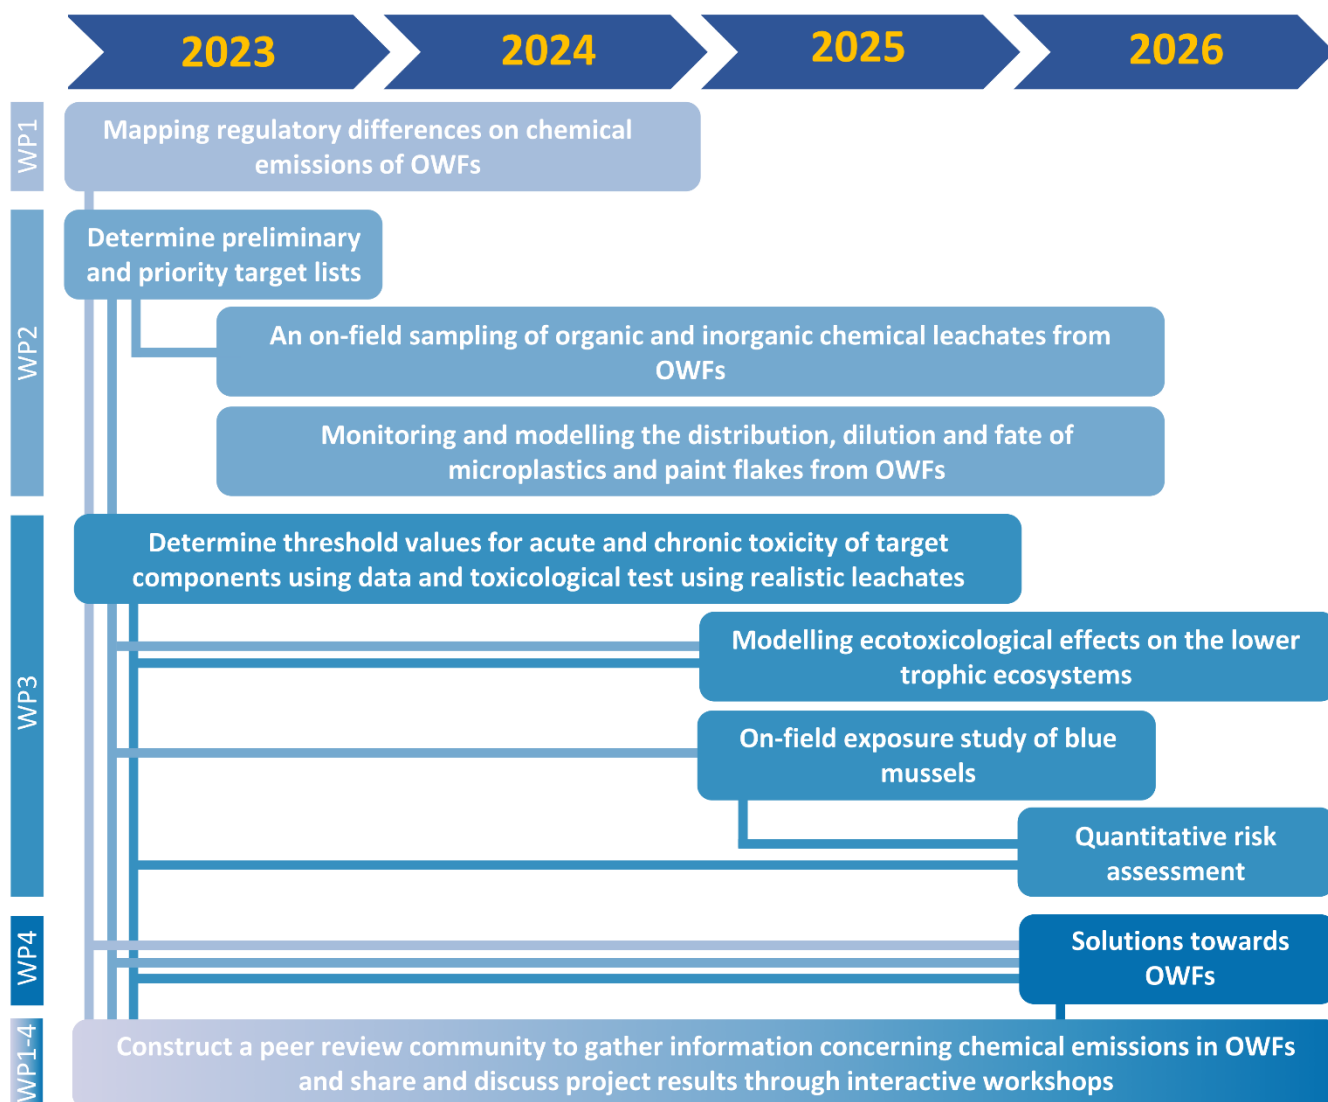 2023
2024
2025
2026
WP1
Mapping regulatory differences on chemical
emissions of OWFs
WP2
Determine preliminary
and priority target lists
An on-field sampling of organic and inorganic chemical leachates from
OWFs
Monitoring and modelling the distribution, dilution and fate of
microplastics and paint flakes from OWFs
WP3
Determine threshold values for acute and chronic toxicity of target
components using data and toxicological test using realistic leachates
Modelling ecotoxicological effects on the lower
trophic ecosystems
On-field exposure study of blue
mussels
Quantitative risk
assessment
WP4
Solutions towards
OWFs
WP1-4
Construct a peer review community to gather information concerning chemical emissions in OWFs
and share and discuss project results through interactive workshops